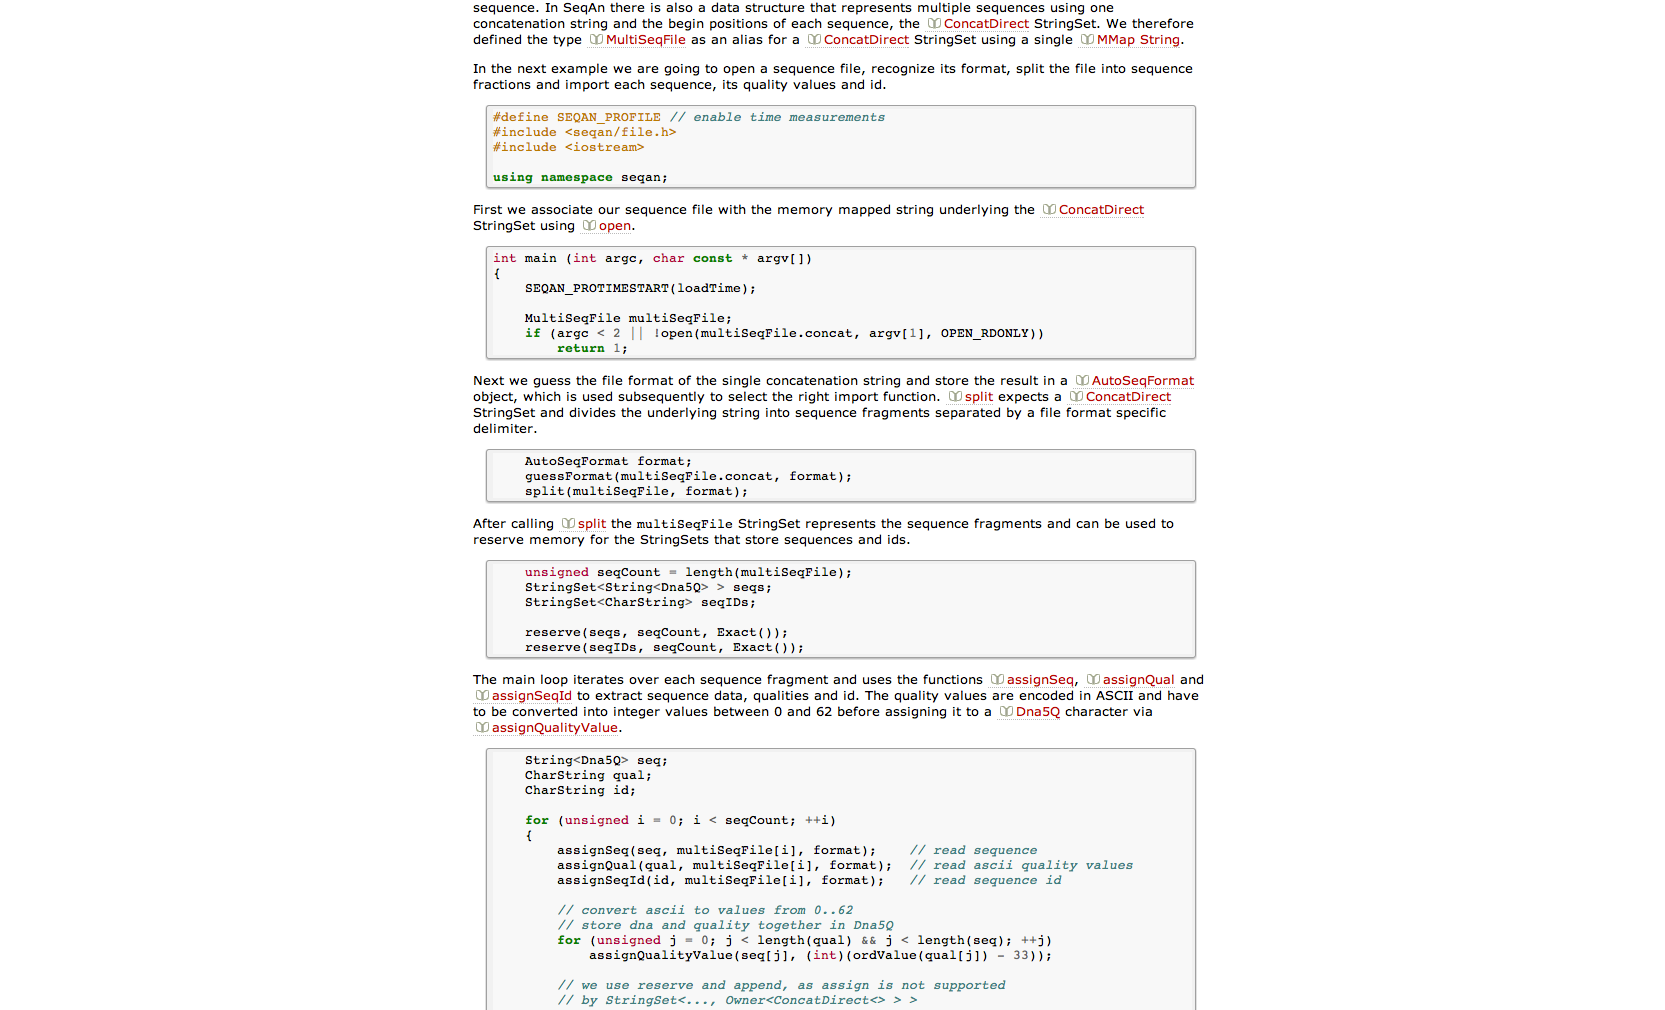 sequence. In SeqAn there is also a data structure that represents multiple sequences using one
concatenation string and the begin positions of each sequence, the ConcatDirect StringSet. We therefore
defined the type MultiSeqFile as an alias for a ConcatDirect StringSet using a single MMap String.
In the next example we are going to open a sequence file, recognize its format, split the file into sequence
fractions and import each sequence, its quality values and id.
#define SEQAN_PROFILE // enable time measurements
#include <seqan/file.h>
#include <iostream>
using namespace seqan;
First we associate our sequence file with the memory mapped string underlying the ConcatDirect
StringSet using open.
int main (int argc, char const * argv[])
{
    SEQAN_PROTIMESTART(loadTime);
    MultiSeqFile multiSeqFile;
    if (argc < 2 || !open(multiSeqFile.concat, argv[1], OPEN_RDONLY))
        return 1;
Next we guess the file format of the single concatenation string and store the result in a AutoSeqFormat
object, which is used subsequently to select the right import function. split expects a ConcatDirect
StringSet and divides the underlying string into sequence fragments separated by a file format specific
delimiter.
    AutoSeqFormat format;
    guessFormat(multiSeqFile.concat, format);
    split(multiSeqFile, format);
After calling split the multiSeqFile StringSet represents the sequence fragments and can be used to
reserve memory for the StringSets that store sequences and ids.
    unsigned seqCount = length(multiSeqFile);
    StringSet<String<Dna5Q> > seqs;
    StringSet<CharString> seqIDs;
    reserve(seqs, seqCount, Exact());
    reserve(seqIDs, seqCount, Exact());
The main loop iterates over each sequence fragment and uses the functions assignSeq, assignQual and
assignSeqId to extract sequence data, qualities and id. The quality values are encoded in ASCII and have
to be converted into integer values between 0 and 62 before assigning it to a Dna5Q character via
assignQualityValue.
    String<Dna5Q> seq;
    CharString qual;
    CharString id;
    for (unsigned i = 0; i < seqCount; ++i)
    {
        assignSeq(seq, multiSeqFile[i], format);    // read sequence
        assignQual(qual, multiSeqFile[i], format);  // read ascii quality values
        assignSeqId(id, multiSeqFile[i], format);   // read sequence id
        // convert ascii to values from 0..62
        // store dna and quality together in Dna5Q
        for (unsigned j = 0; j < length(qual) && j < length(seq); ++j)
            assignQualityValue(seq[j], (int)(ordValue(qual[j]) - 33));
        // we use reserve and append, as assign is not supported
        // by StringSet<..., Owner<ConcatDirect<> > >